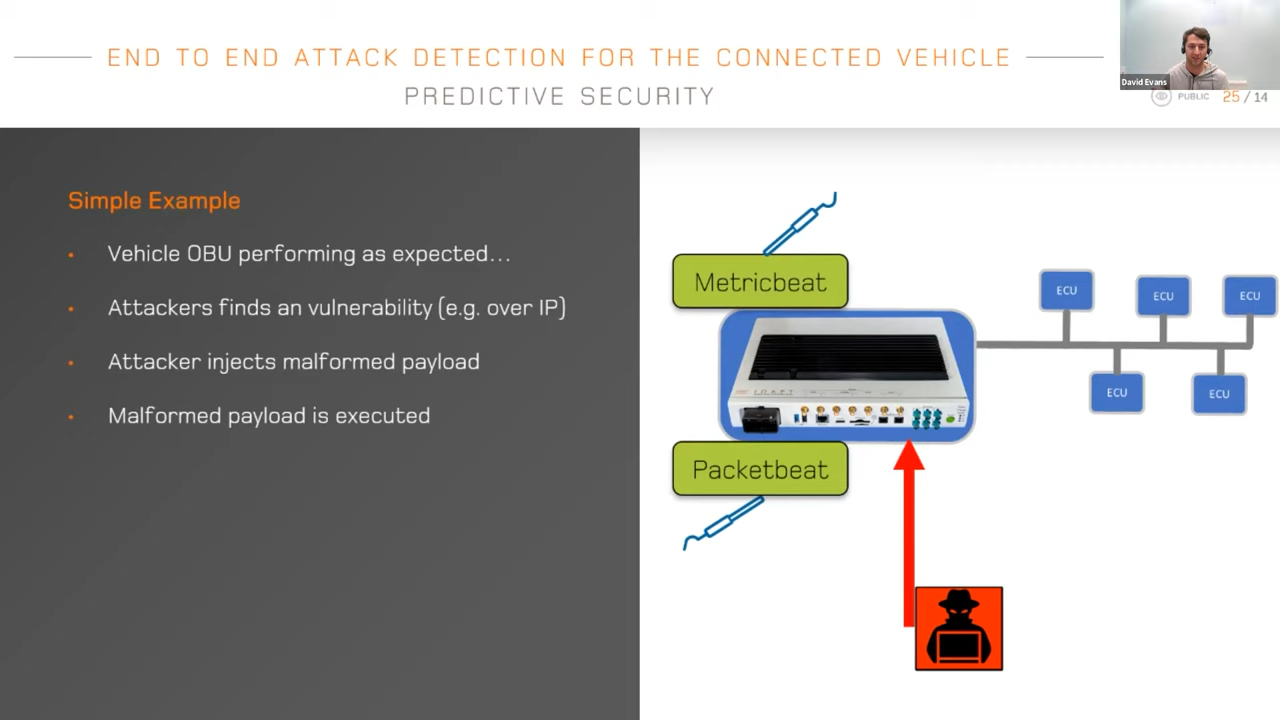 END TO END ATTACK DETECTION FOR THE CONNECTED VEHICLE
PREDICTIVE SECURITY
David Evans
PUBLIC 25 / 14
Simple Example
• Vehicle OBU performing as expected...
• Attackers finds an vulnerability (e.g. over IP)
• Attacker injects malformed payload
• Malformed payload is executed
Metricbeat
ECU
ECU
ECU
ECU
ECU
Packetbeat